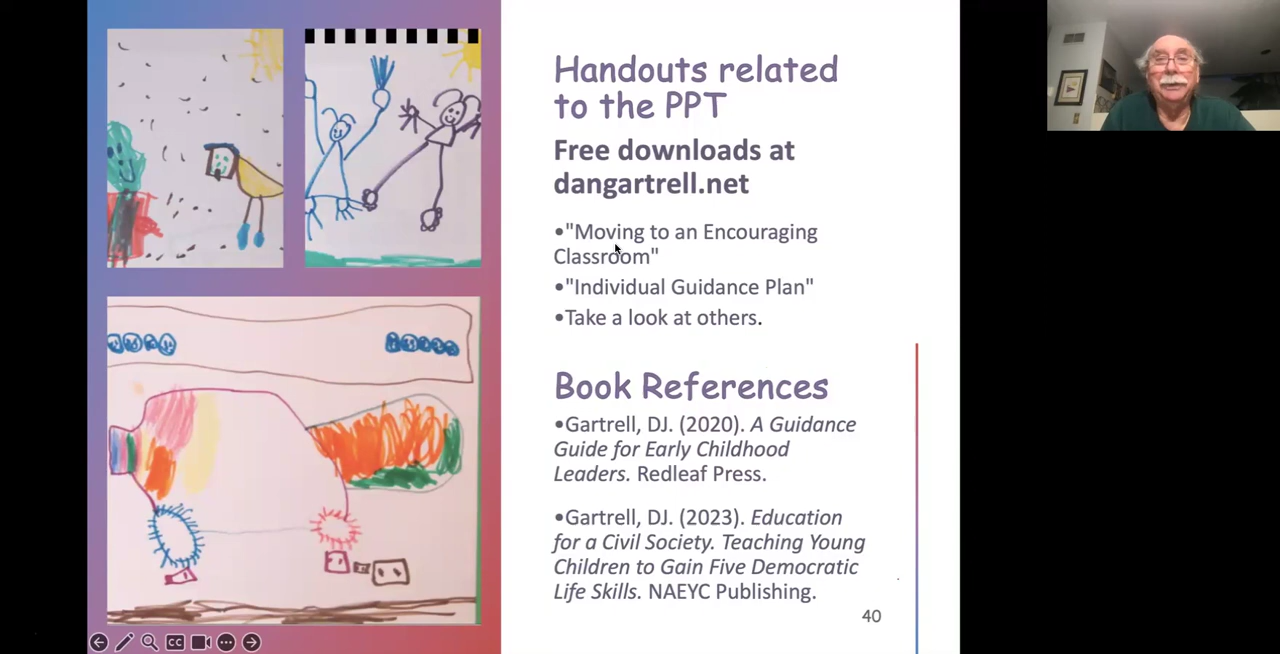 Handouts related
to the PPT
Free downloads at
dangartrell.net
•"Moving to an Encouraging
Classroom"
•"Individual Guidance Plan"
•Take a look at others.
Book References
•Gartrell, DJ. (2020). A Guidance
Guide for Early Childhood
Leaders. Redleaf Press.
•Gartrell, DJ. (2023). Education
for a Civil Society. Teaching Young
Children to Gain Five Democratic
Life Skills. NAEYC Publishing.
40
CC